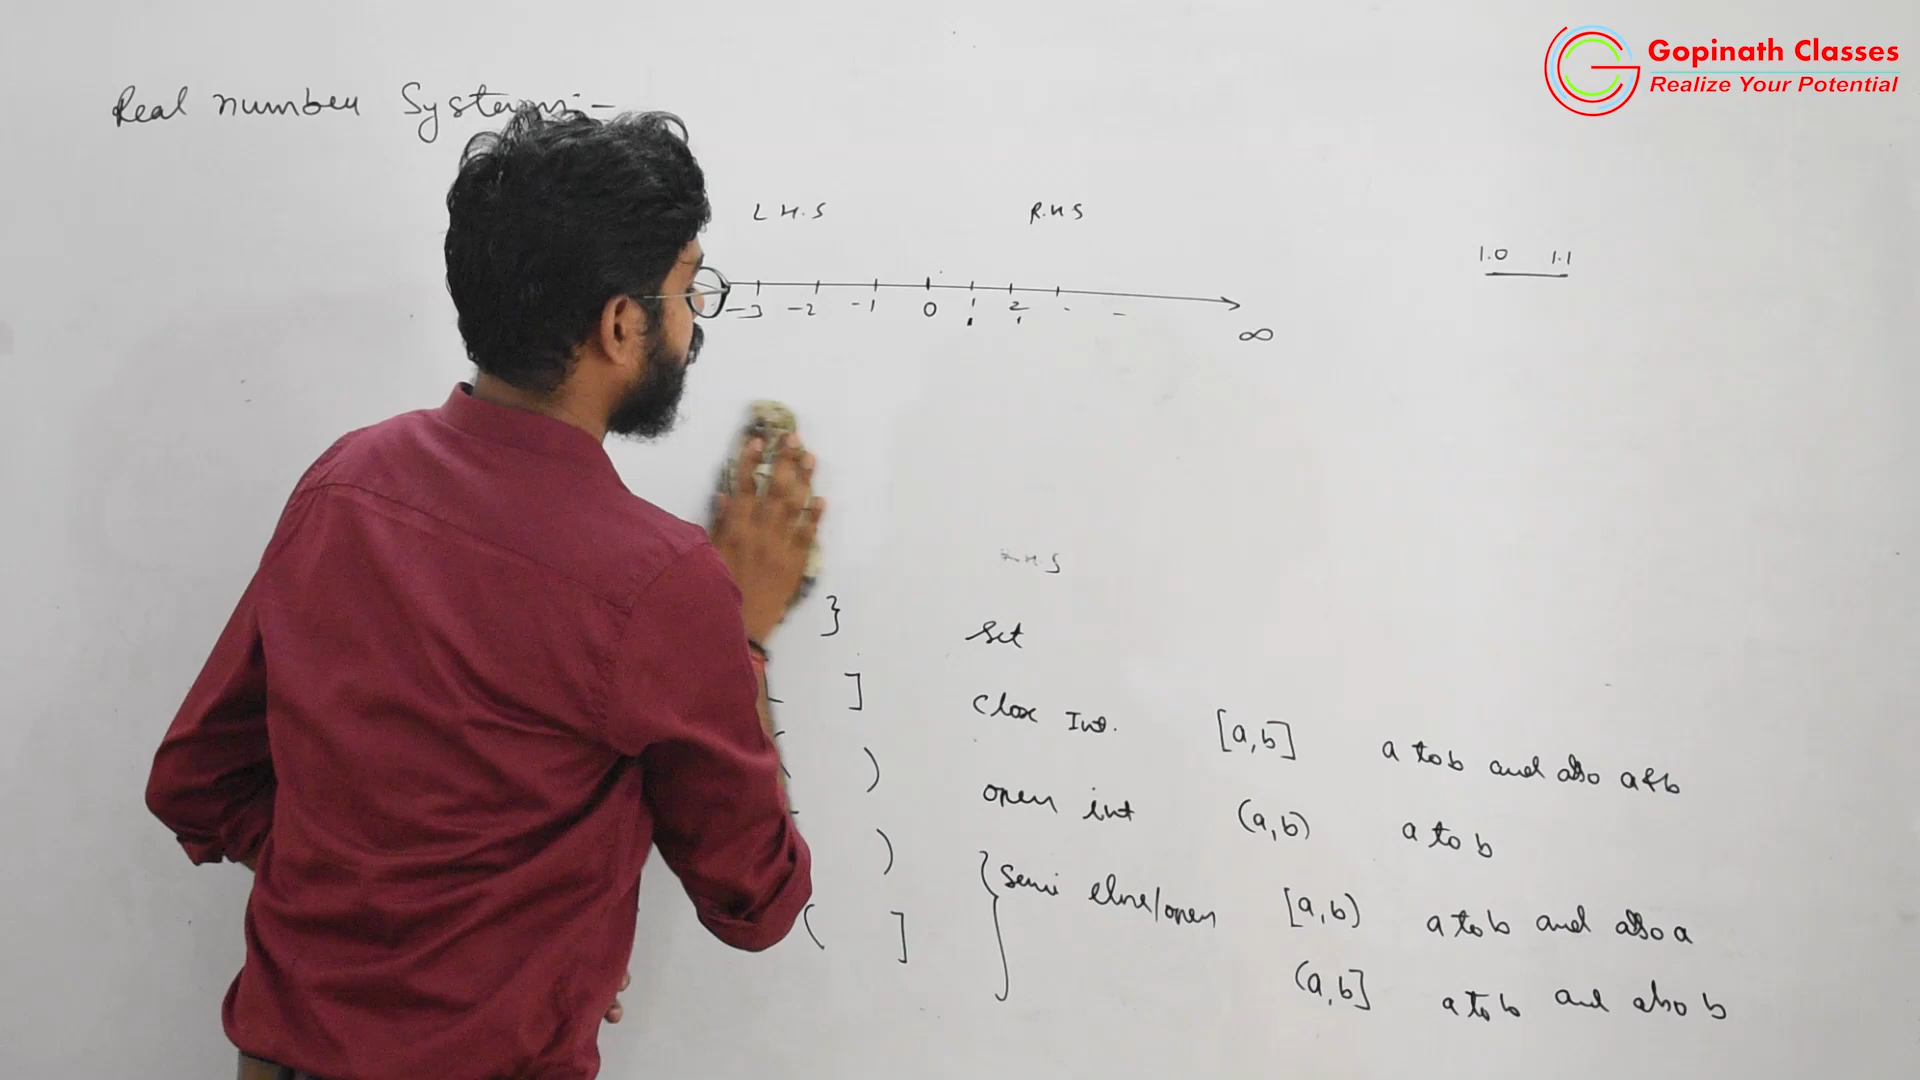 Gopinath Classes
Realize Your Potential
Real number System:-
L.H.S R.H.S
1.0 1.1
-3 -2 -1 0 1 2 - -
∞
H.S
} set
] close Int. [a,b] a to b and also a & b
( ) open int (a,b) a to b
) } semi close/open [a,b) a to b and also a
( ] (a,b] a to b and also b